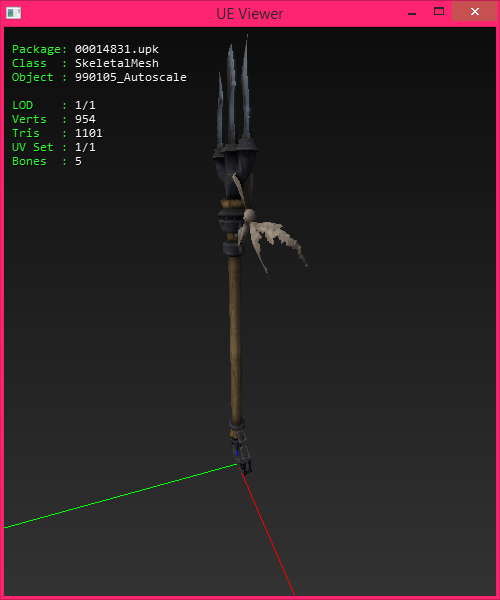 UE Viewer
Package: 00014831.upk
Class : SkeletalMesh
Object : 990105_Autoscale
LOD : 1/1
Verts : 954
Tris : 1101
UV Set : 1/1
Bones : 5